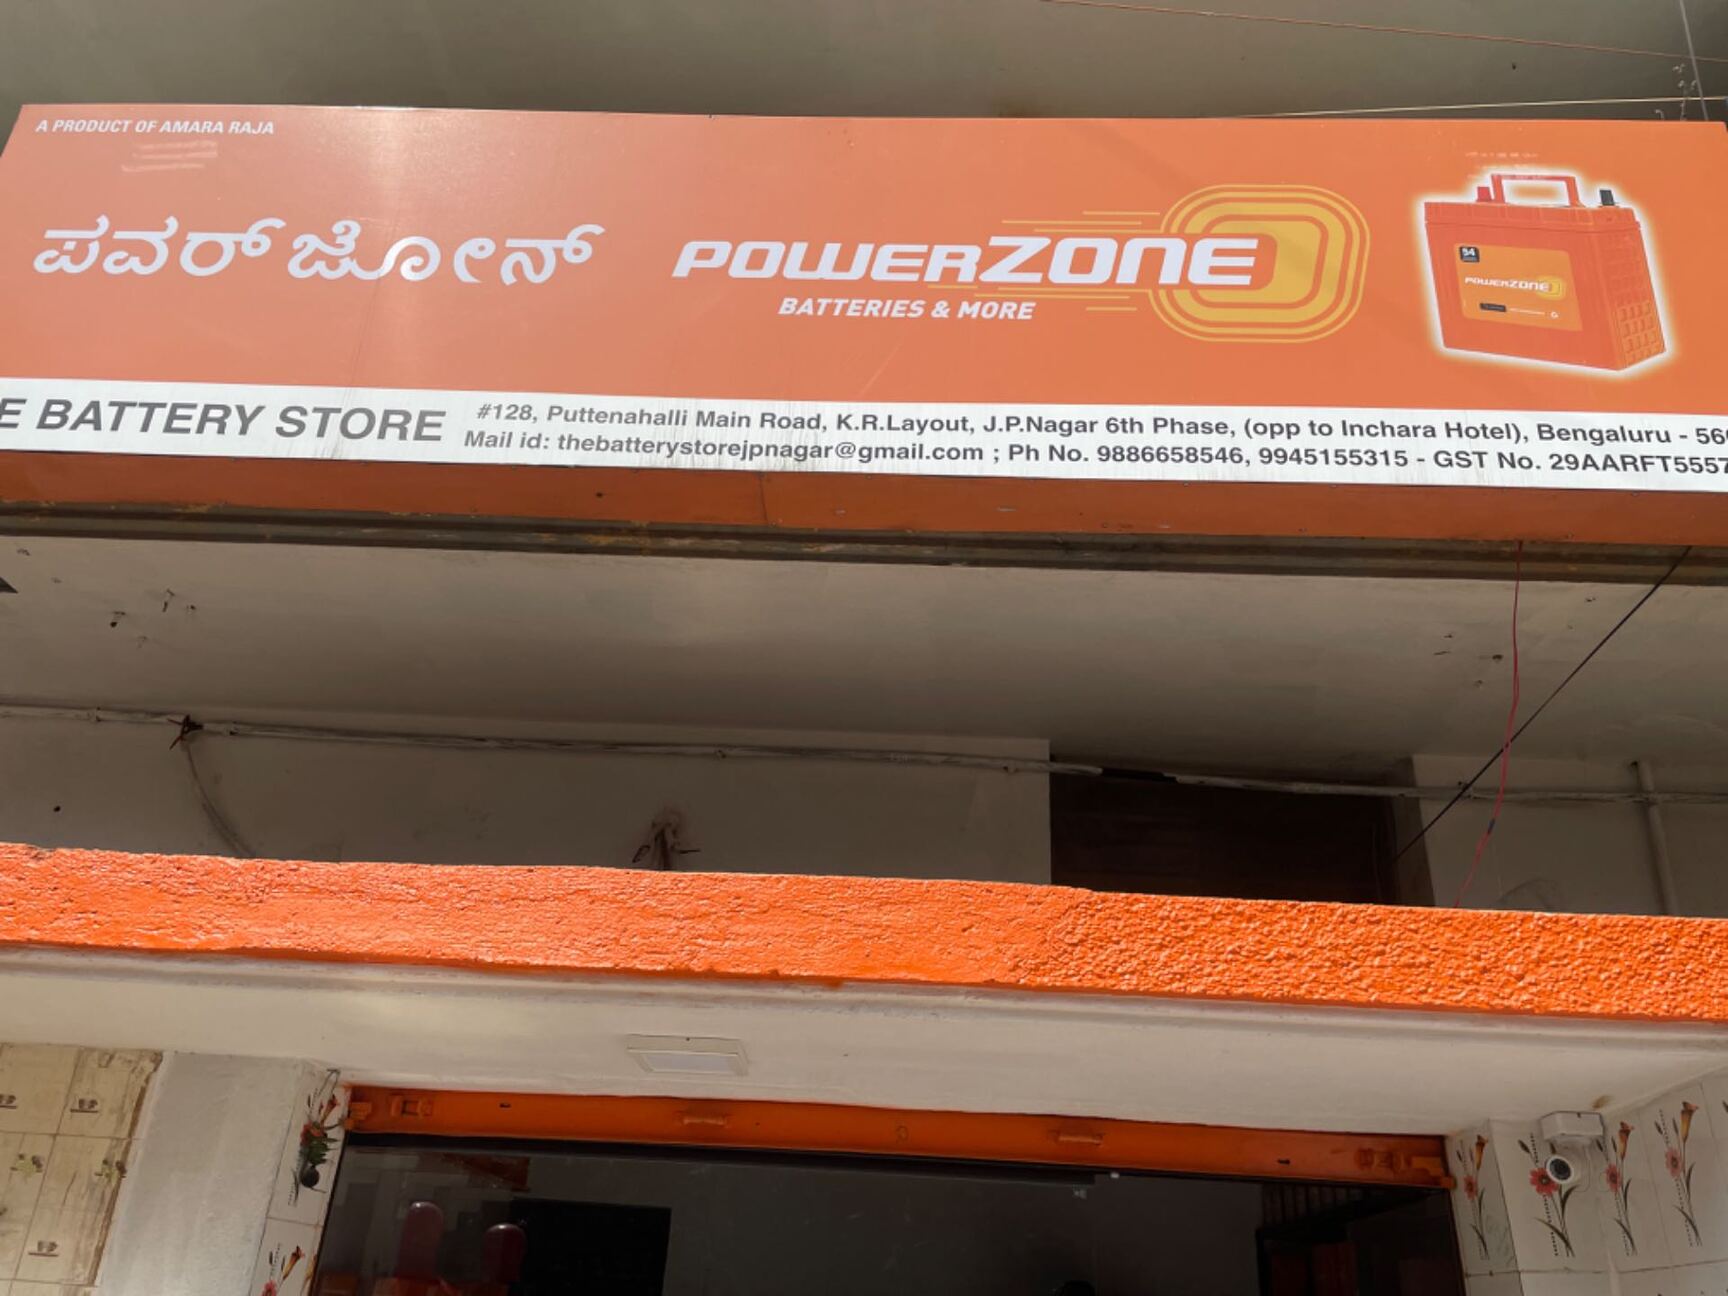 A PRODUCT OF AMARA RAJA
ಪವರ್ ಜೋನ್
POWERZONE
BATTERIES & MORE
94
POWERZONE
E BATTERY STORE
#128, Puttenahalli Main Road, K.R.Layout, J.P.Nagar 6th Phase, (opp to Inchara Hotel), Bengaluru - 56
Mail id: thebatterystorejpnagar@gmail.com ; Ph No. 9886658546, 9945155315 - GST No. 29AARFT5557